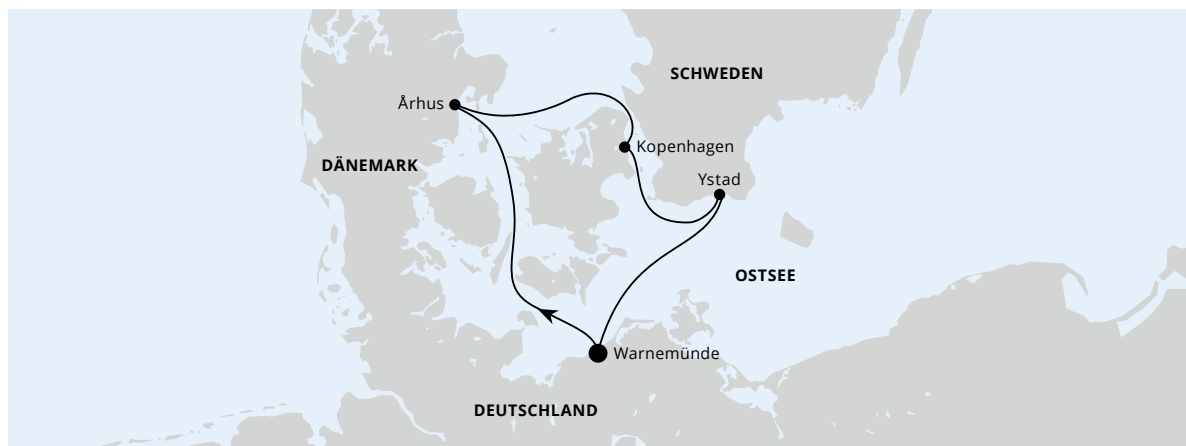 SCHWEDEN
Århus
Kopenhagen
DÄNEMARK
Ystad
OSTSEE
Warnemünde
DEUTSCHLAND